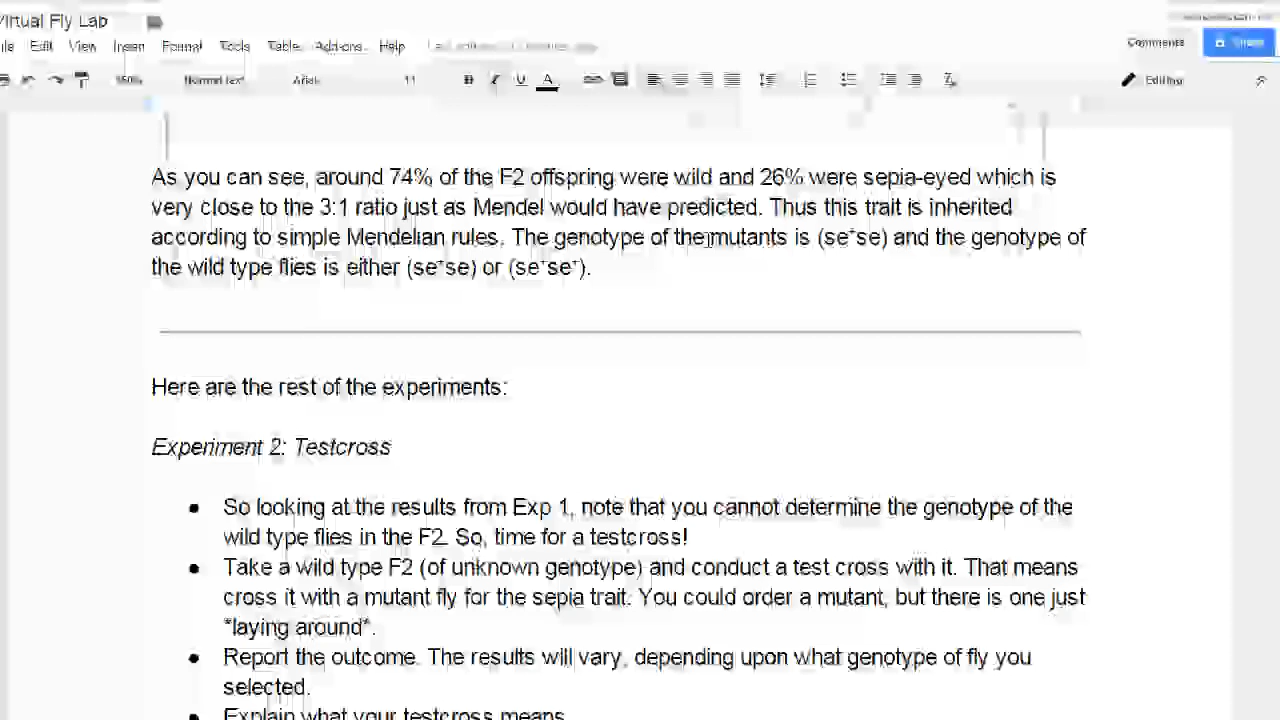 Virtual Fly Lab
File Edit View Insert Format Tools Table Add-ons Help
Comments Share
150% Normal text Arial 11 B I U A Editing
As you can see, around 74% of the F2 offspring were wild and 26% were sepia-eyed which is
very close to the 3:1 ratio just as Mendel would have predicted. Thus this trait is inherited
according to simple Mendelian rules. The genotype of the mutants is (se⁺se) and the genotype of
the wild type flies is either (se⁺se) or (se⁺se⁺).
Here are the rest of the experiments:
Experiment 2: Testcross
● So looking at the results from Exp 1, note that you cannot determine the genotype of the
wild type flies in the F2. So, time for a testcross!
● Take a wild type F2 (of unknown genotype) and conduct a test cross with it. That means
cross it with a mutant fly for the sepia trait. You could order a mutant, but there is one just
*laying around*.
● Report the outcome. The results will vary, depending upon what genotype of fly you
selected.
● Explain what your testcross means